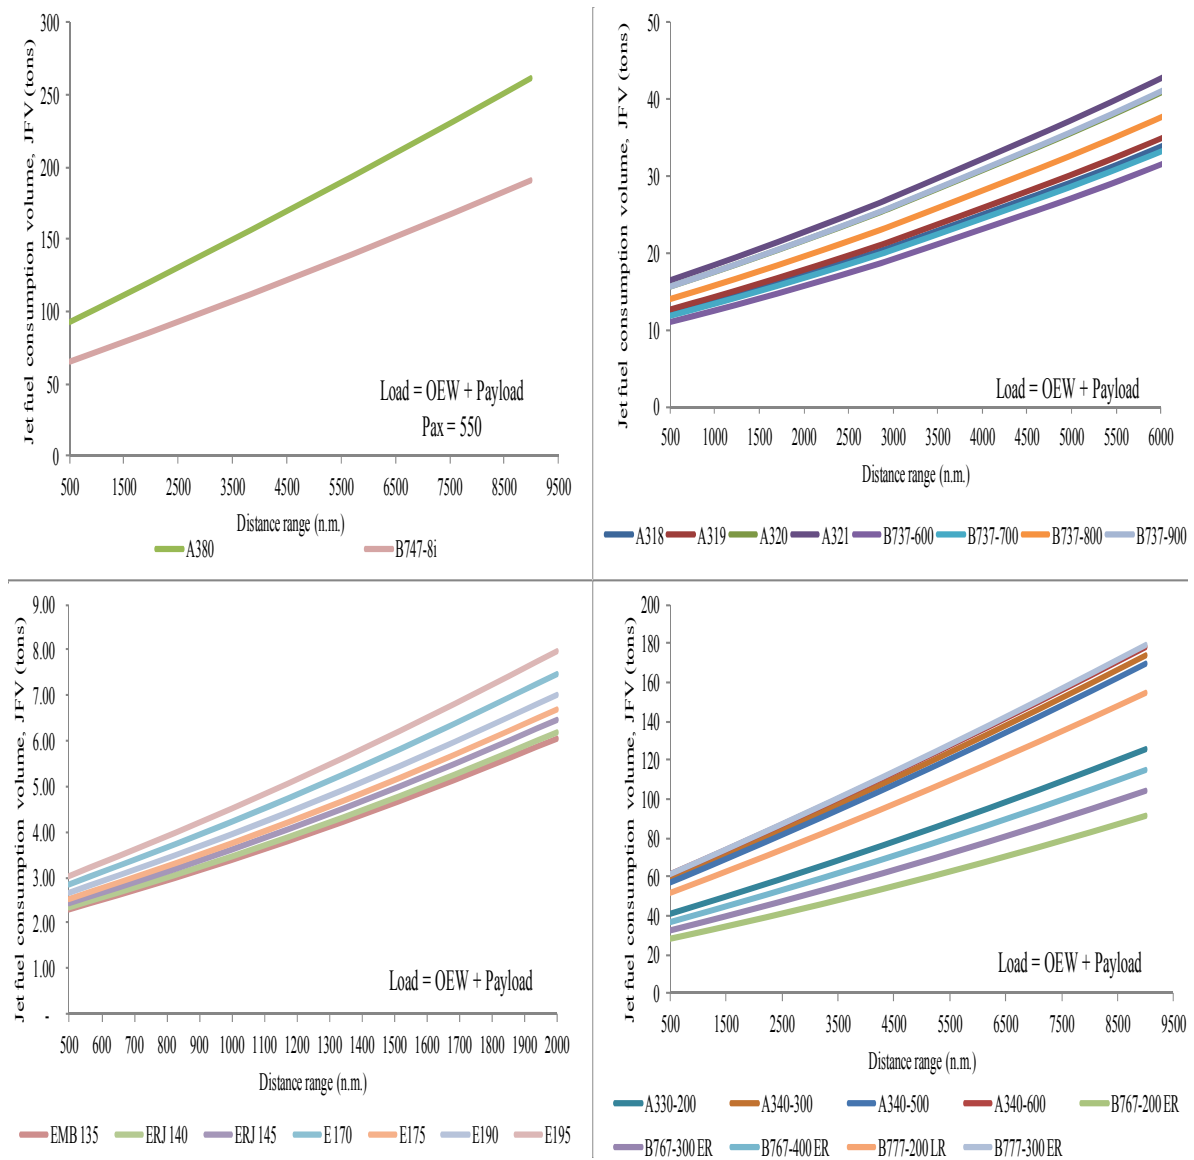 Jet fuel consumption volume, JFV (tons)
300
250
200
150
100
50
0
Load = OEW + Payload
Pax = 550
500 1500 2500 3500 4500 5500 6500 7500 8500 9500
Distance range (n.m.)
A380 B747-8i
Jet fuel consumption volume, JFV (tons)
50
40
30
20
10
0
Load = OEW + Payload
500 1000 1500 2000 2500 3000 3500 4000 4500 5000 5500 6000
Distance range (n.m.)
A318 A319 A320 A321 B737-600 B737-700 B737-800 B737-900
Jet fuel consumption volume, JFV (tons)
9.00
8.00
7.00
6.00
5.00
4.00
3.00
2.00
1.00
-
Load = OEW + Payload
500 600 700 800 900 1000 1100 1200 1300 1400 1500 1600 1700 1800 1900 2000
Distance range (n.m.)
EMB 135 ERJ 140 ERJ 145 E170 E175 E190 E195
Jet fuel consumption volume, JFV (tons)
200
180
160
140
120
100
80
60
40
20
0
Load = OEW + Payload
500 1500 2500 3500 4500 5500 6500 7500 8500 9500
Distance range (n.m.)
A330-200 A340-300 A340-500 A340-600 B767-200 ER
B767-300 ER B767-400 ER B777-200 LR B777-300 ER